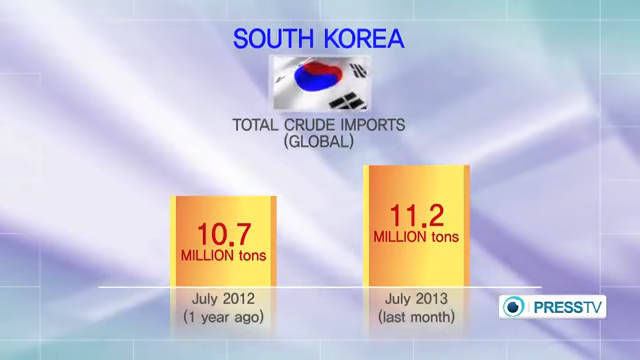 SOUTH KOREA
TOTAL CRUDE IMPORTS
(GLOBAL)
10.7
MILLION tons
11.2
MILLION tons
July 2012
(1 year ago)
July 2013
(last month)
PRESSTV